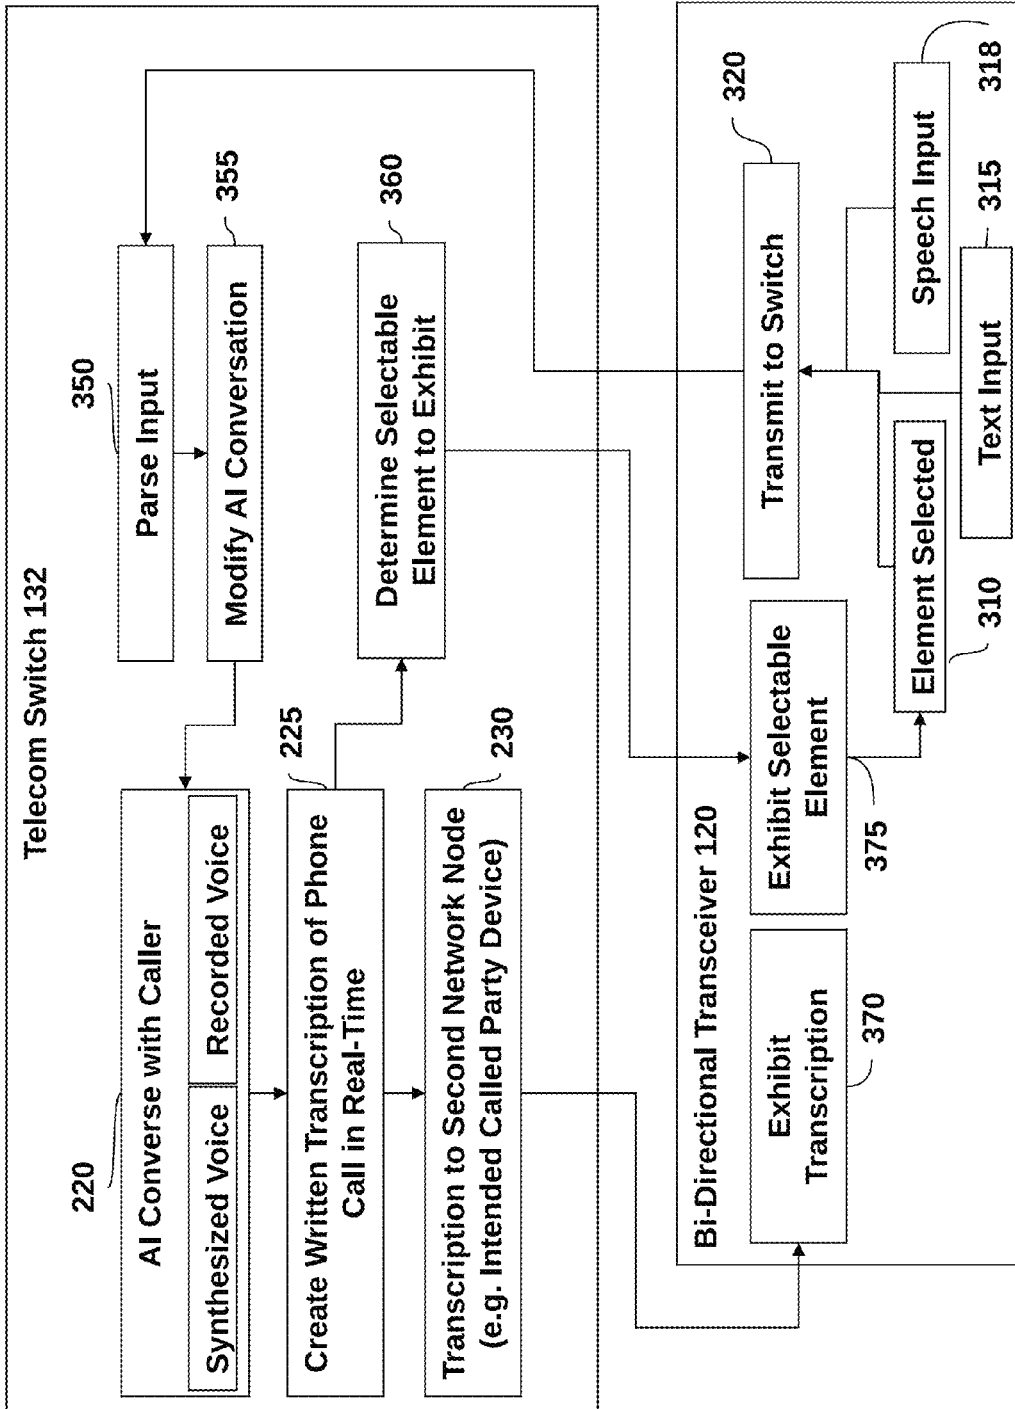 Telecom Switch 132
220
AI Converse with Caller
Synthesized Voice
Recorded Voice
350
Parse Input
355
Modify AI Conversation
225
Create Written Transcription of Phone
Call in Real-Time
360
Determine Selectable
Element to Exhibit
230
Transcription to Second Network Node
(e.g. Intended Called Party Device)
Bi-Directional Transceiver 120
Exhibit
Transcription
370
Exhibit Selectable
Element
375
320
Transmit to Switch
Element Selected
310
Speech Input
318
Text Input
315